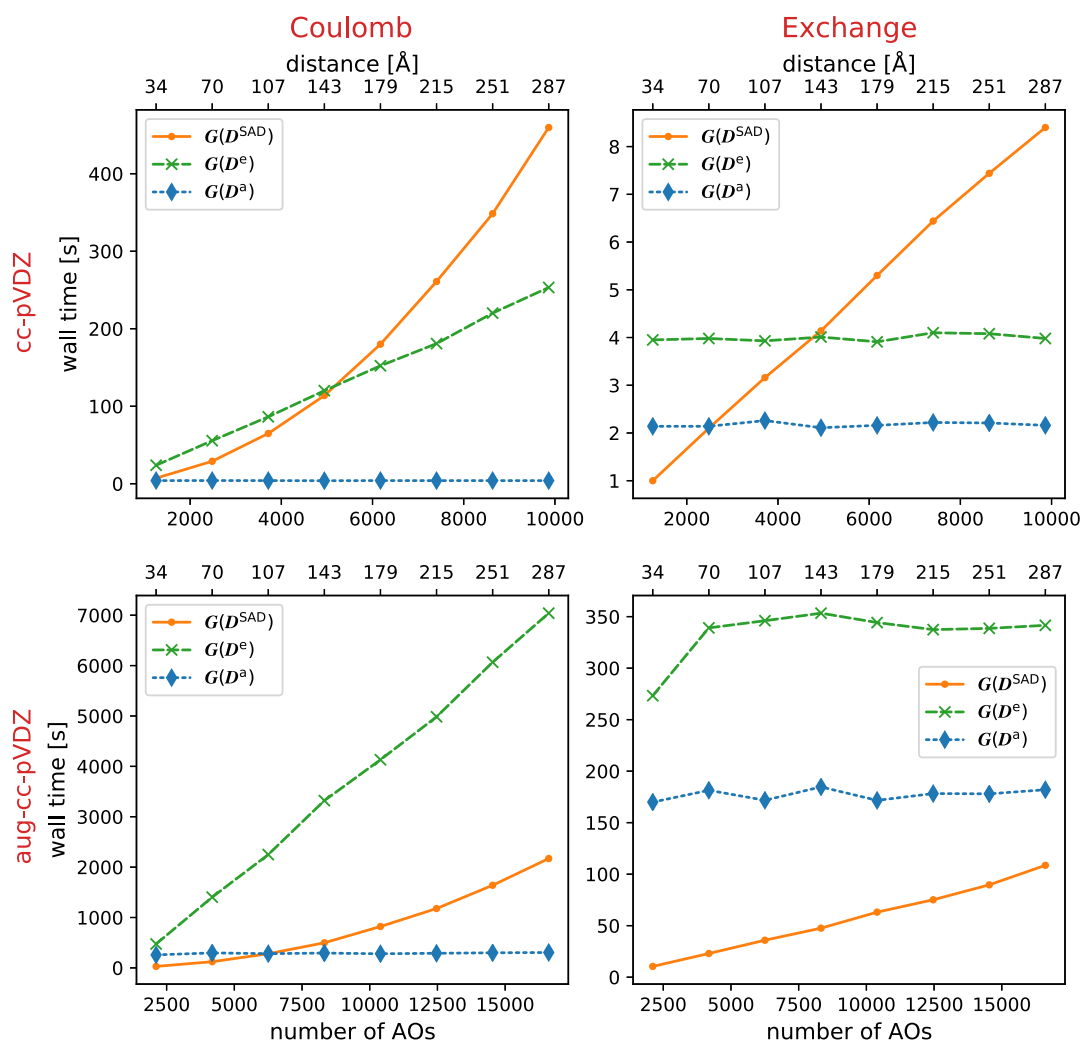 Coulomb
Exchange
distance [Å]
distance [Å]
34 70 107 143 179 215 251 287
34 70 107 143 179 215 251 287
cc-pVDZ
wall time [s]
400
300
200
100
0
G(D^SAD)
G(D^e)
G(D^a)
2000 4000 6000 8000 10000
8
7
6
5
4
3
2
1
G(D^SAD)
G(D^e)
G(D^a)
2000 4000 6000 8000 10000
34 70 107 143 179 215 251 287
34 70 107 143 179 215 251 287
aug-cc-pVDZ
wall time [s]
7000
6000
5000
4000
3000
2000
1000
0
G(D^SAD)
G(D^e)
G(D^a)
2500 5000 7500 10000 12500 15000
number of AOs
350
300
250
200
150
100
50
0
G(D^SAD)
G(D^e)
G(D^a)
2500 5000 7500 10000 12500 15000
number of AOs